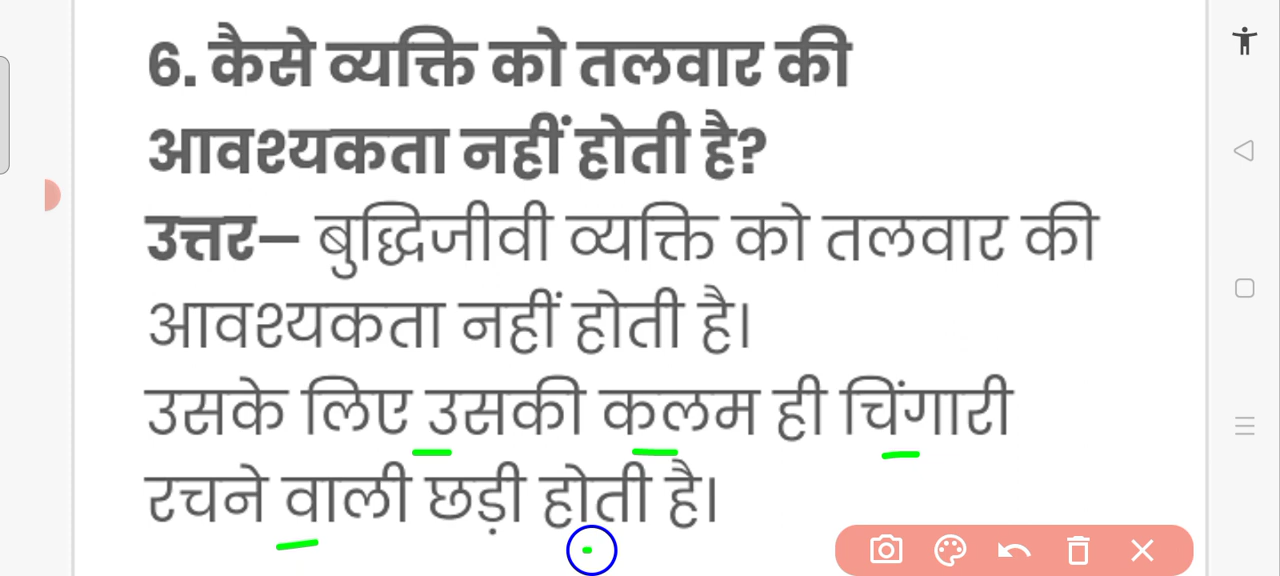 6. कैसे व्यक्ति को तलवार की
आवश्यकता नहीं होती है?
उत्तर— बुद्धिजीवी व्यक्ति को तलवार की
आवश्यकता नहीं होती है।
उसके लिए उसकी कलम ही चिंगारी
रचने वाली छड़ी होती है।